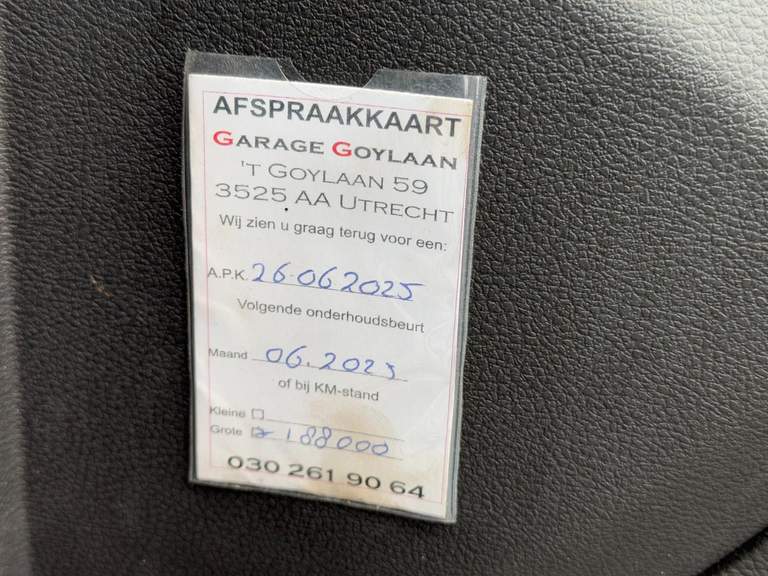 AFSPRAAKKAART
GARAGE GOYLAAN
'T GOYLAAN 59
3525 AA UTRECHT
Wij zien u graag terug voor een:
A.P.K. 26-06 2025
Volgende onderhoudsbeurt
Maand 06.2025
of bij KM-stand
Kleine
Grote 188000
030 261 90 64